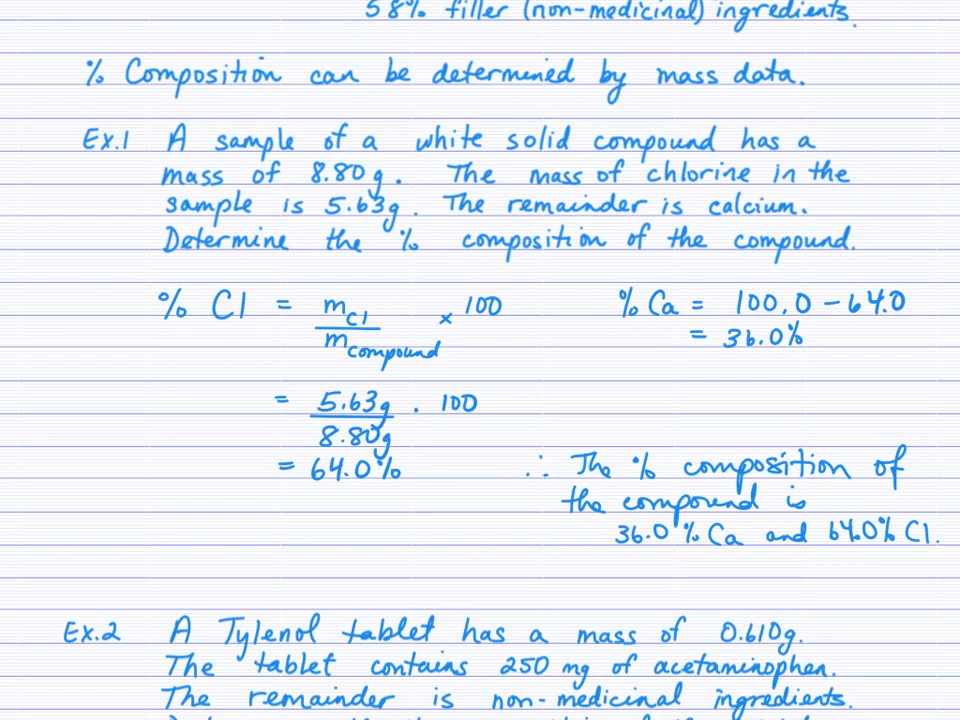 58% filler (non-medicinal) ingredients.
% Composition can be determined by mass data.
Ex.1 A sample of a white solid compound has a
mass of 8.80g. The mass of chlorine in the
sample is 5.63g. The remainder is calcium.
Determine the % composition of the compound.
% Cl = mCl / mcompound × 100
= 5.63g / 8.80g . 100
= 64.0%
% Ca = 100.0 - 64.0
= 36.0%
∴ The % composition of
the compound is
36.0% Ca and 64.0% Cl.
Ex.2 A Tylenol tablet has a mass of 0.610g.
The tablet contains 250 mg of acetaminophen.
The remainder is non-medicinal ingredients.